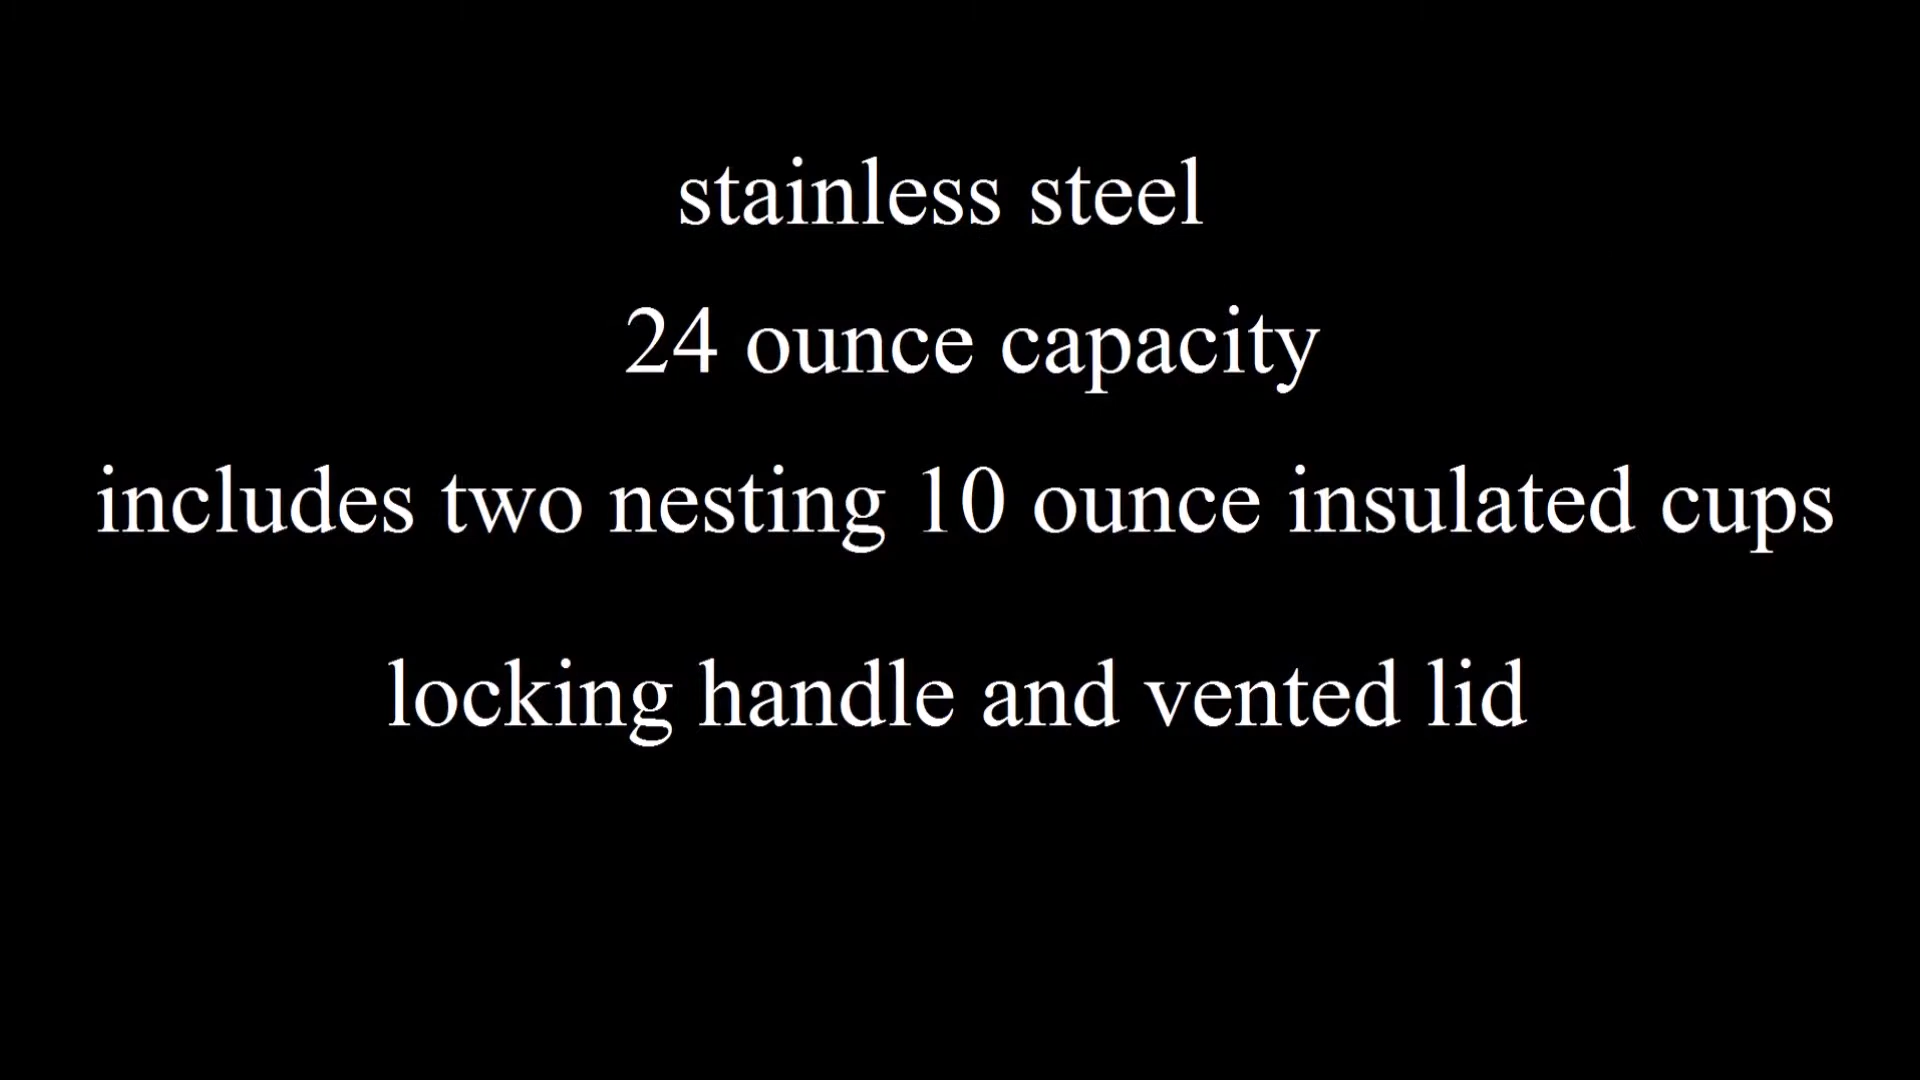 stainless steel
24 ounce capacity
includes two nesting 10 ounce insulated cups
locking handle and vented lid